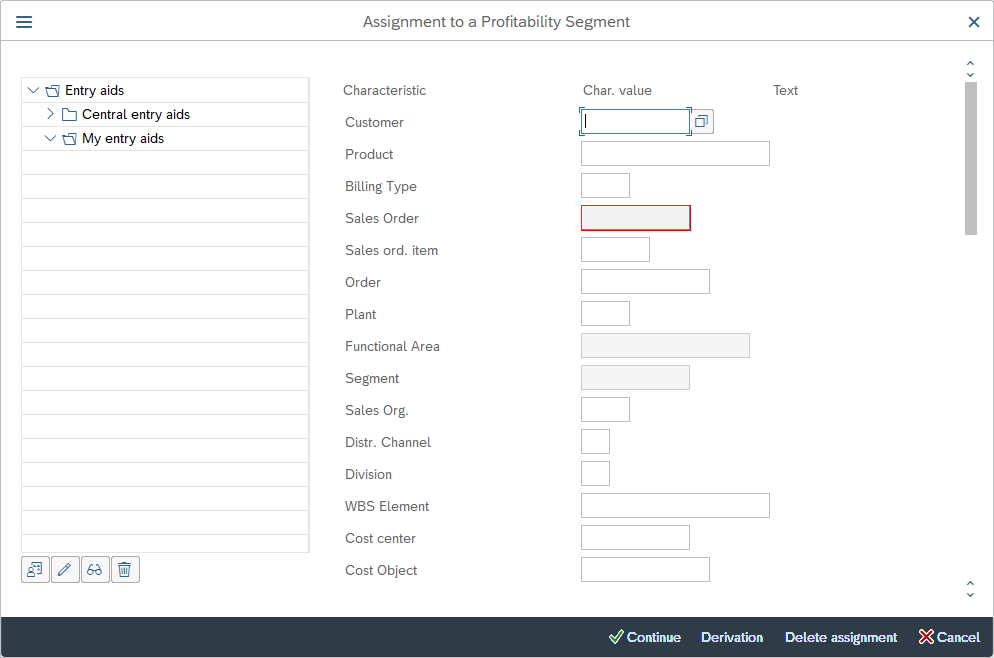 Assignment to a Profitability Segment
Entry aids
Central entry aids
My entry aids
Characteristic Char. value Text
Customer
Product
Billing Type
Sales Order
Sales ord. item
Order
Plant
Functional Area
Segment
Sales Org.
Distr. Channel
Division
WBS Element
Cost center
Cost Object
Continue Derivation Delete assignment Cancel